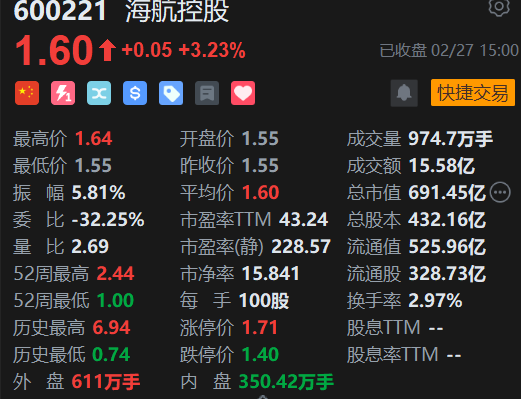 600221 海航控股
1.60 +0.05 +3.23% 已收盘 02/27 15:00
快捷交易
最高价 1.64 开盘价 1.55 成交量 974.7万手
最低价 1.55 昨收价 1.55 成交额 15.58亿
振幅 5.81% 平均价 1.60 总市值 691.45亿
委比 -32.25% 市盈率TTM 43.24 总股本 432.16亿
量比 2.69 市盈率(静) 228.57 流通值 525.96亿
52周最高 2.44 市净率 15.841 流通股 328.73亿
52周最低 1.00 每手 100股 换手率 2.97%
历史最高 6.94 涨停价 1.71 股息TTM --
历史最低 0.74 跌停价 1.40 股息率TTM --
外盘 611万手 内盘 350.42万手